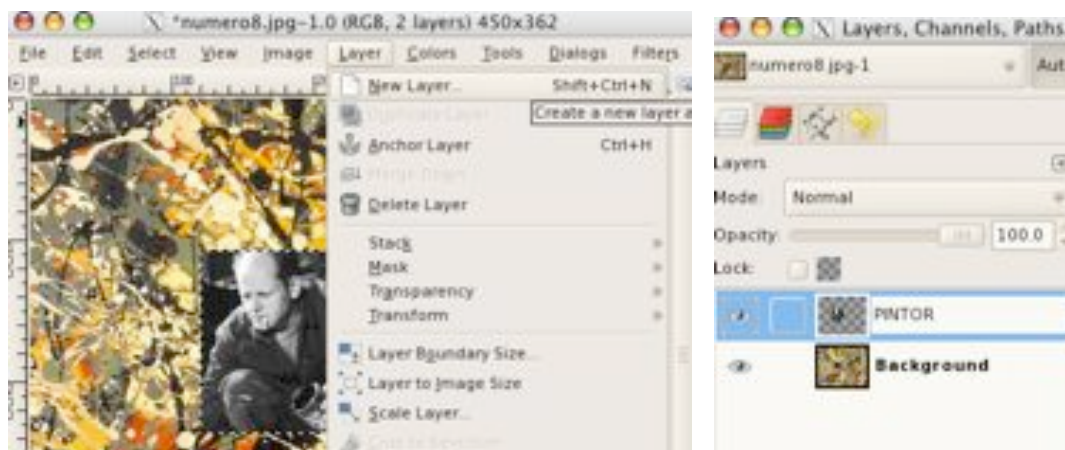 *numero8.jpg-1.0 (RGB, 2 layers) 450x362
File Edit Select View Image Layer Colors Tools Dialogs Filters
New Layer... Shift+Ctrl+N
Create a new layer a
Anchor Layer Ctrl+H
Delete Layer
Stack
Mask
Transparency
Transform
Layer Boundary Size...
Layer to Image Size
Scale Layer...
Layers, Channels, Paths,
numero8.jpg-1 Aut
Layers
Mode: Normal
Opacity: 100.0
Lock:
PINTOR
Background